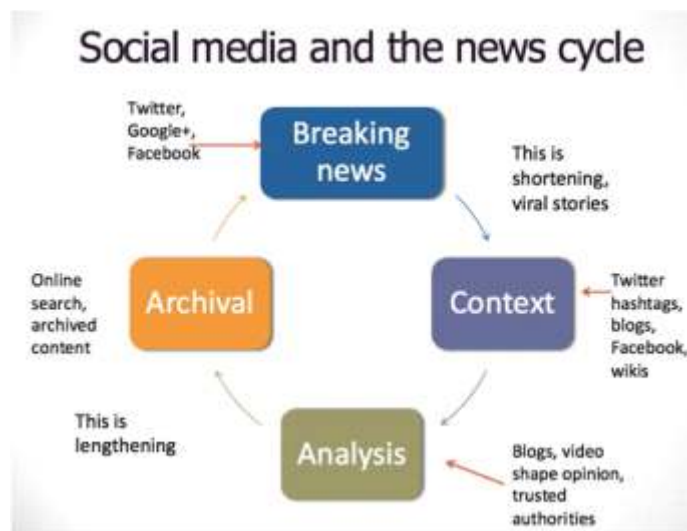 Social media and the news cycle
Twitter,
Google+,
Facebook
Breaking
news
This is
shortening,
viral stories
Online
search,
archived
content
Archival
Context
Twitter
hashtags,
blogs,
Facebook,
wikis
This is
lengthening
Analysis
Blogs, video
shape opinion,
trusted
authorities